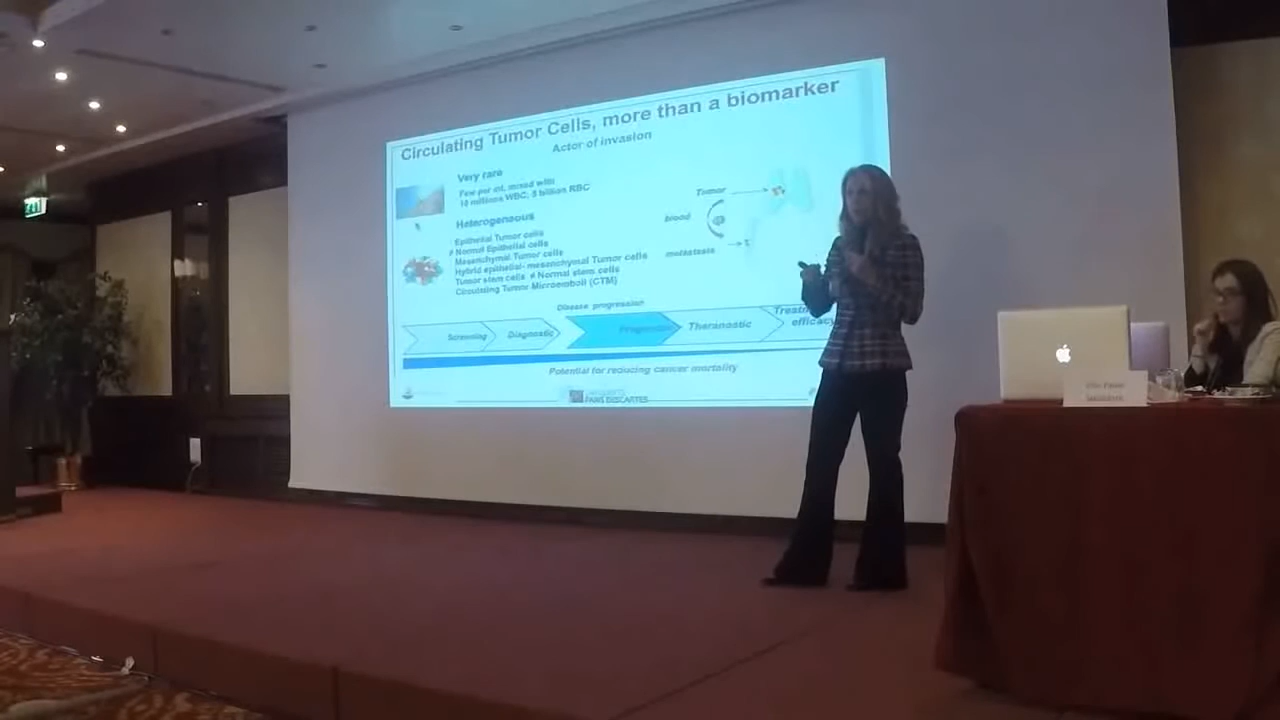 Circulating Tumor Cells, more than a biomarker
Actor of invasion
Very rare
Few per ml, mixed with
10 millions WBC, 5 billion RBC
Heterogeneous
Epithelial Tumor cells
≠ Normal Epithelial cells
Mesenchymal Tumor cells
Hybrid epithelial- mesenchymal Tumor cells
Tumor stem cells ≠ Normal stem cells
Circulating Tumor Microemboli (CTM)
Tumor
blood
metastasis
Disease progression
Screening
Diagnostic
Theranostic
efficacy
Potential for reducing cancer mortality
PARIS DESCARTES